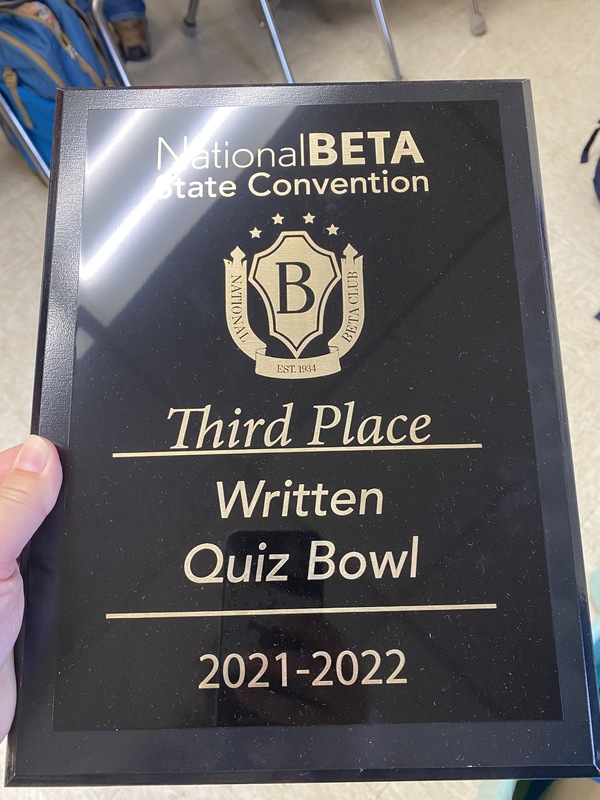 NationalBETA
State Convention
B
NATIONAL
BETA CLUB
EST. 1934
Third Place
Written
Quiz Bowl
2021-2022